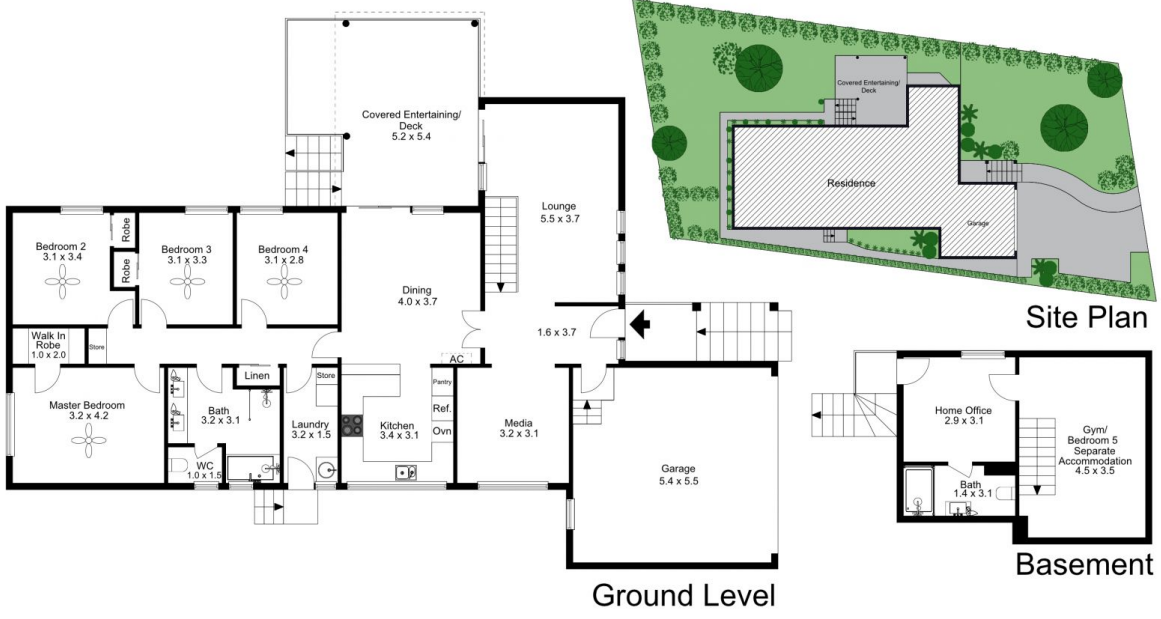 Covered Entertaining/
Deck
5.2 x 5.4
Lounge
5.5 x 3.7
Bedroom 2
3.1 x 3.4
Robe
Robe
Bedroom 3
3.1 x 3.3
Bedroom 4
3.1 x 2.8
Dining
4.0 x 3.7
1.6 x 3.7
AC
Walk In
Robe
1.0 x 2.0
Store
Linen
Store
Pantry
Ref.
Ovn
Master Bedroom
3.2 x 4.2
Bath
3.2 x 3.1
WC
1.0 x 1.5
Laundry
3.2 x 1.5
Kitchen
3.4 x 3.1
Media
3.2 x 3.1
Garage
5.4 x 5.5
Ground Level
Covered Entertaining/
Deck
Residence
Garage
Site Plan
Home Office
2.9 x 3.1
Gym/
Bedroom 5
Separate
Accommodation
4.5 x 3.5
Bath
1.4 x 3.1
Basement